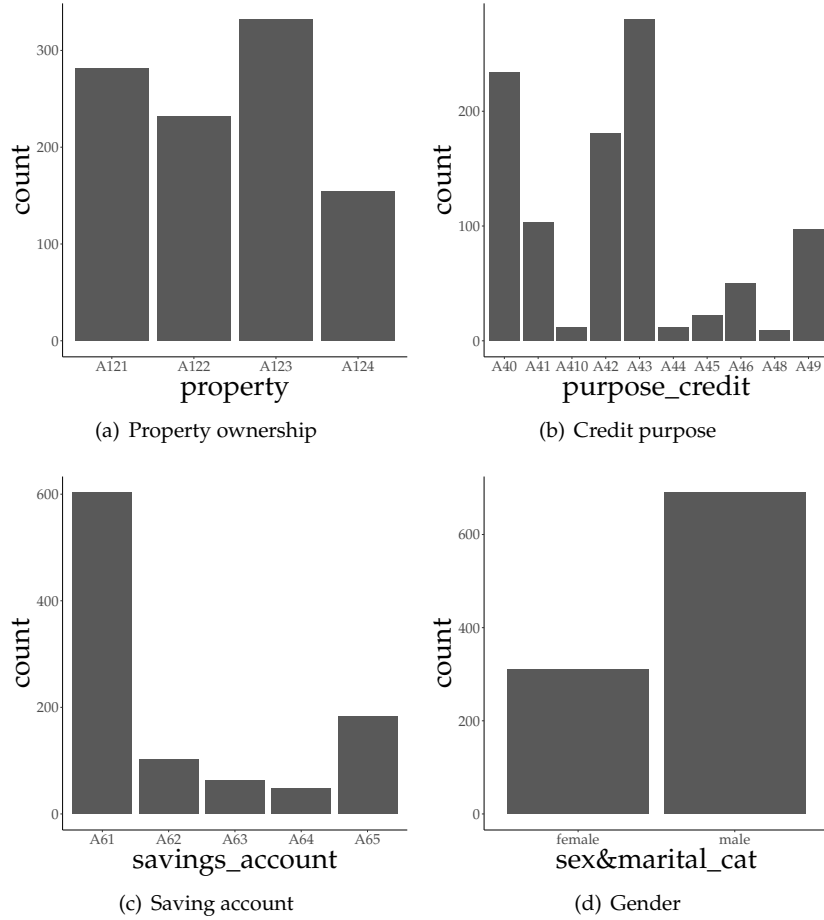 300
200
100
0
count
A121 A122 A123 A124
property
(a) Property ownership
200
100
0
count
A40 A41 A410 A42 A43 A44 A45 A46 A48 A49
purpose_credit
(b) Credit purpose
600
400
200
0
count
A61 A62 A63 A64 A65
savings_account
(c) Saving account
600
400
200
0
count
female male
sex&marital_cat
(d) Gender